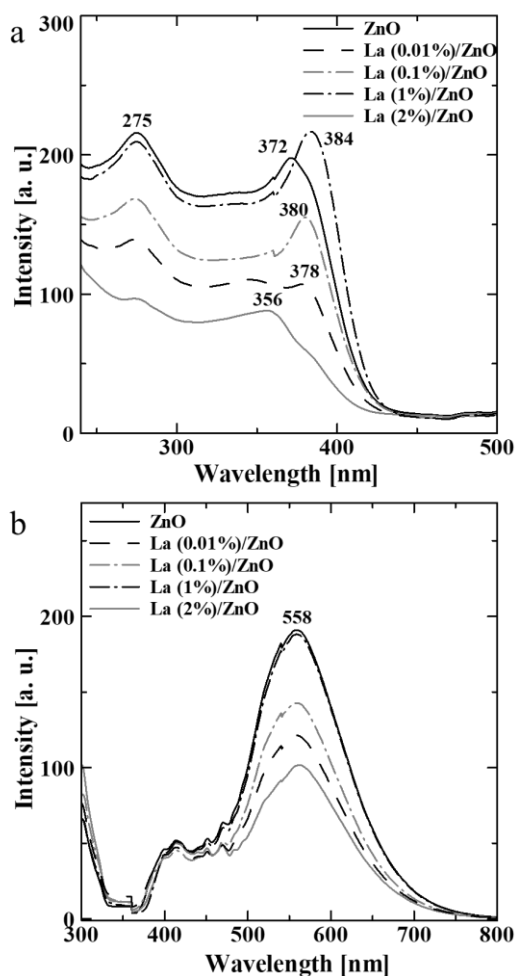 a
300
ZnO
La (0.01%)/ZnO
La (0.1%)/ZnO
La (1%)/ZnO
La (2%)/ZnO
275
372
384
200
380
378
356
100
0
Intensity [a. u.]
300
400
500
Wavelength [nm]
b
ZnO
La (0.01%)/ZnO
La (0.1%)/ZnO
La (1%)/ZnO
La (2%)/ZnO
558
200
100
0
Intensity [a. u.]
300
400
500
600
700
800
Wavelength [nm]